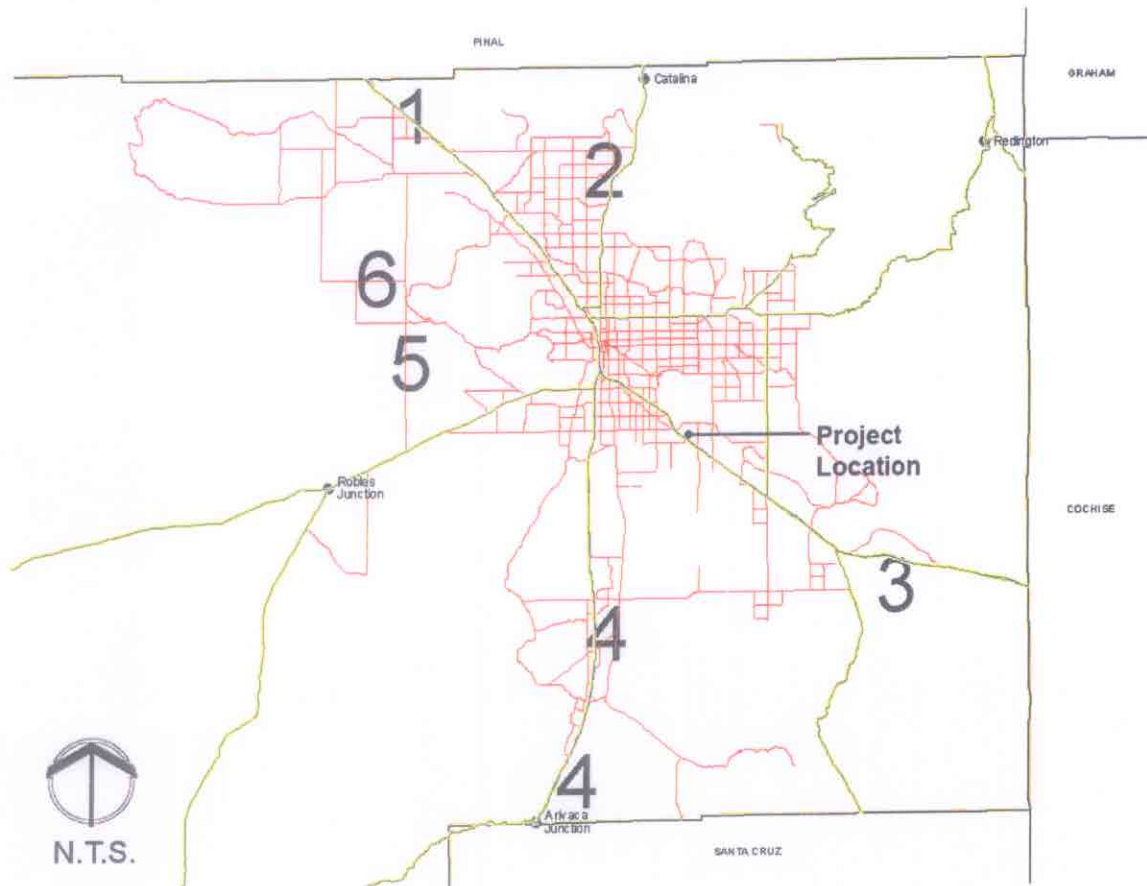 PINAL
GRAHAM
Catalina
1
Redington
2
6
5
Project
Location
Robles
Junction
COCHISE
3
4
4
Arivaca
Junction
N.T.S.
SANTA CRUZ